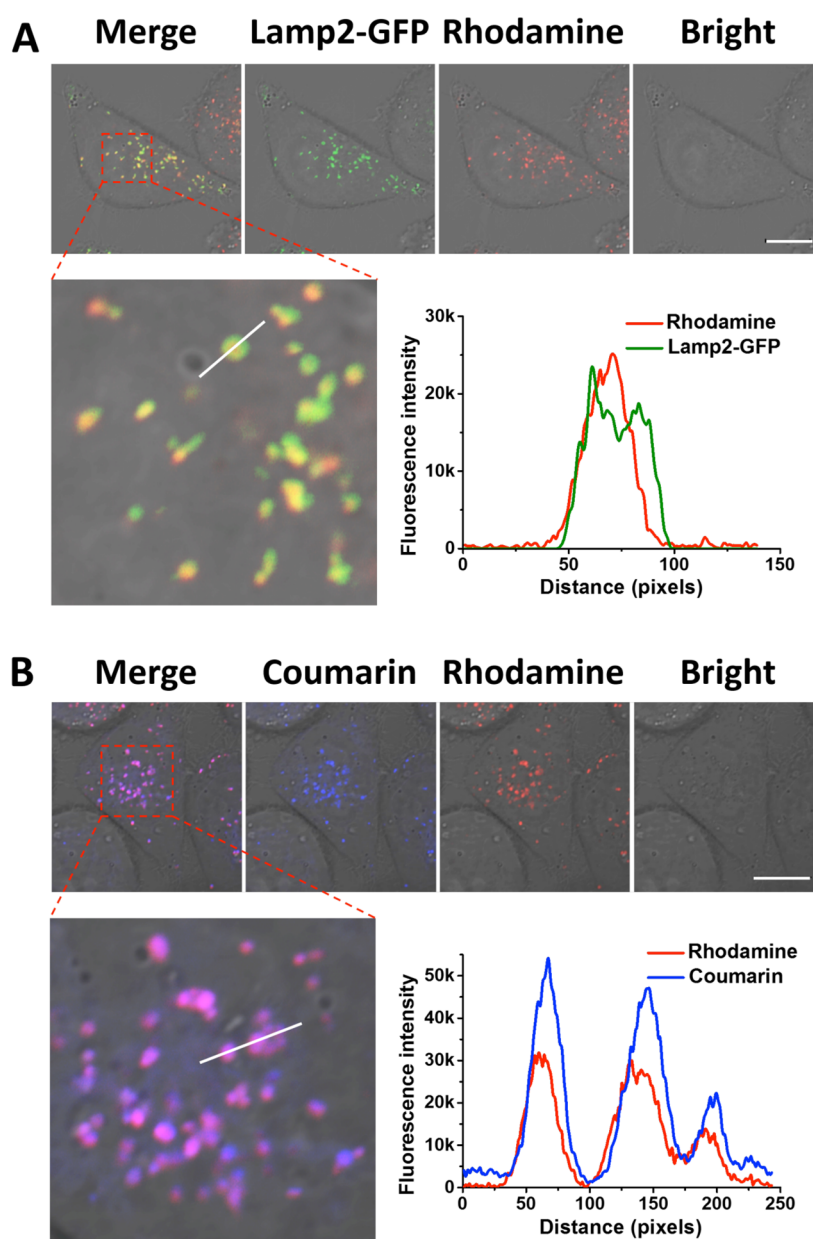 A
Merge Lamp2-GFP Rhodamine Bright
Fluorescence intensity
30k
20k
10k
0
0 50 100 150
Distance (pixels)
Rhodamine
Lamp2-GFP
B
Merge Coumarin Rhodamine Bright
Fluorescence intensity
50k
40k
30k
20k
10k
0
0 50 100 150 200 250
Distance (pixels)
Rhodamine
Coumarin